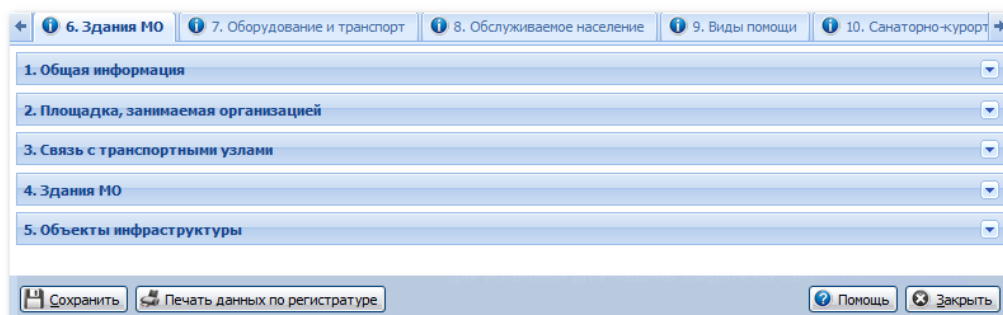 6. Здания МО 7. Оборудование и транспорт 8. Обслуживаемое население 9. Виды помощи 10. Санаторно-курорт
1. Общая информация
2. Площадка, занимаемая организацией
3. Связь с транспортными узлами
4. Здания МО
5. Объекты инфраструктуры
Сохранить Печать данных по регистратуре Помощь Закрыть